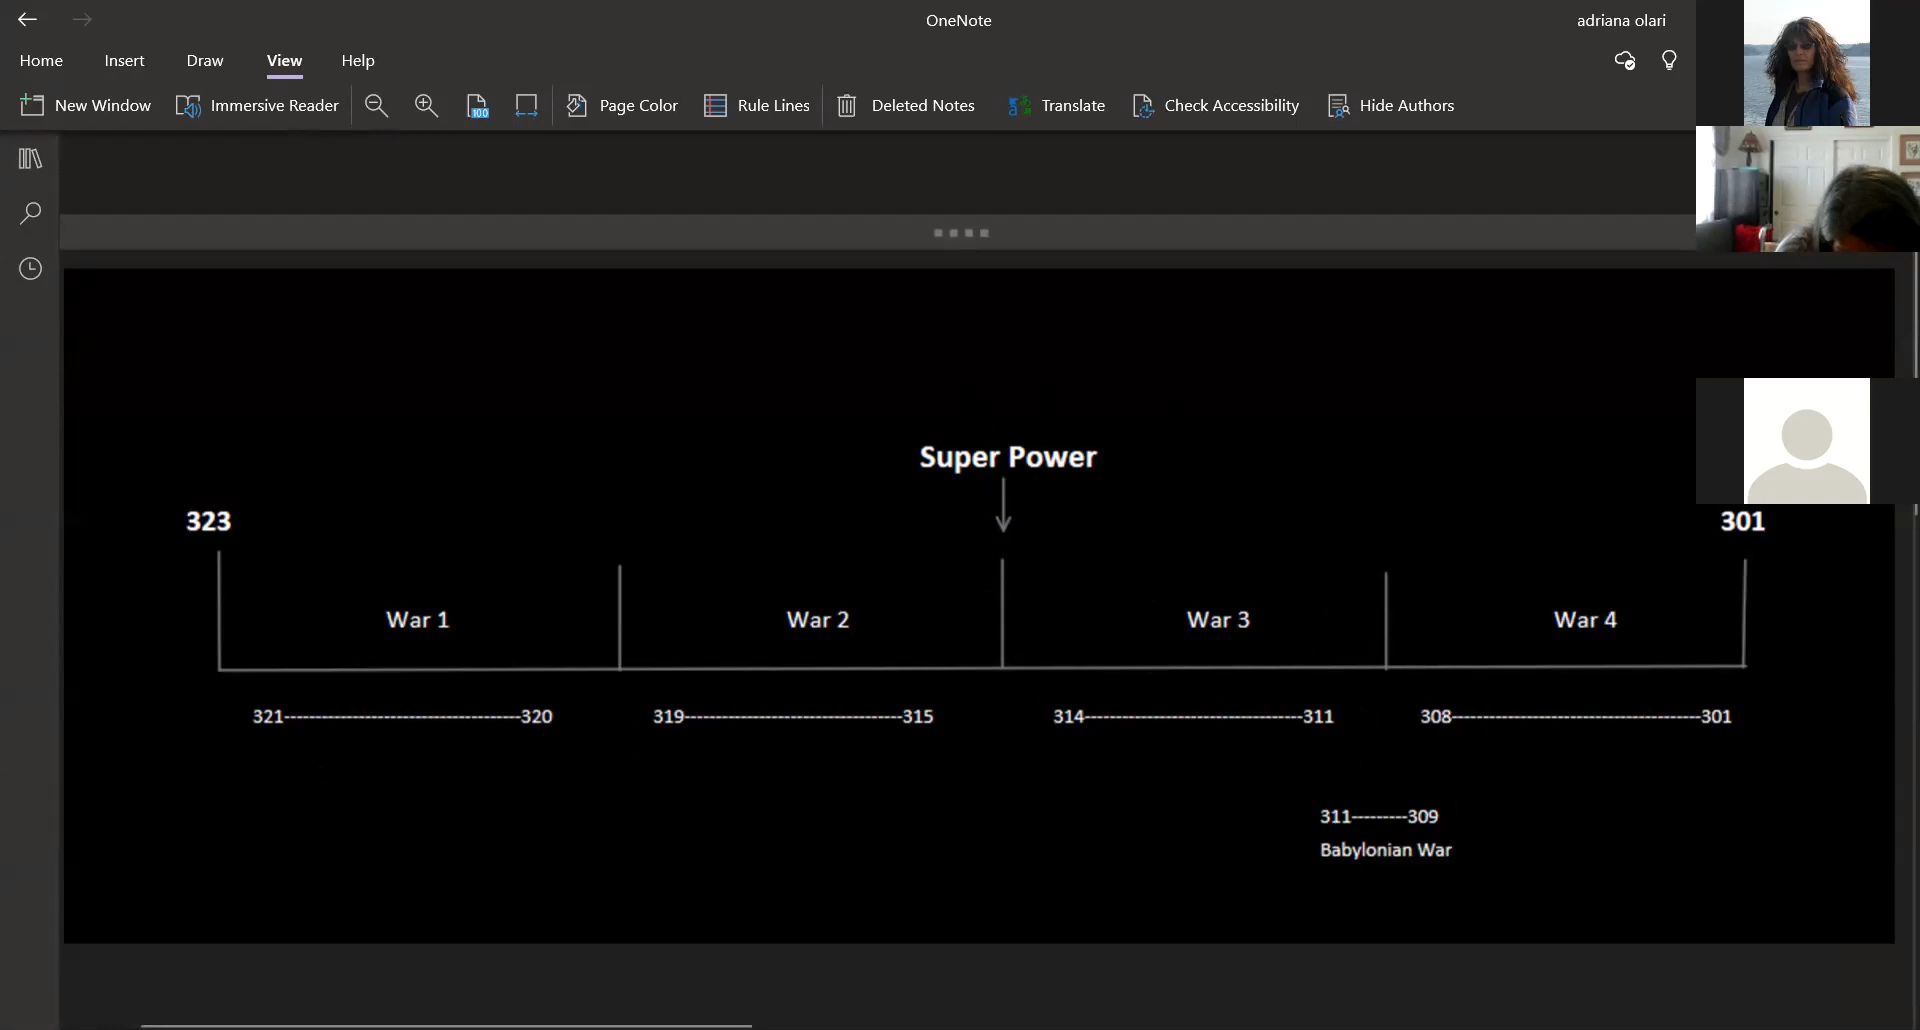 OneNote
adriana olari
Home Insert Draw View Help
New Window Immersive Reader 100 Page Color Rule Lines Deleted Notes Translate Check Accessibility Hide Authors
Super Power
323 301
War 1 War 2 War 3 War 4
321---------------------------------------320 319------------------------------------315 314------------------------------------311 308-----------------------------------------301
311---------309
Babylonian War